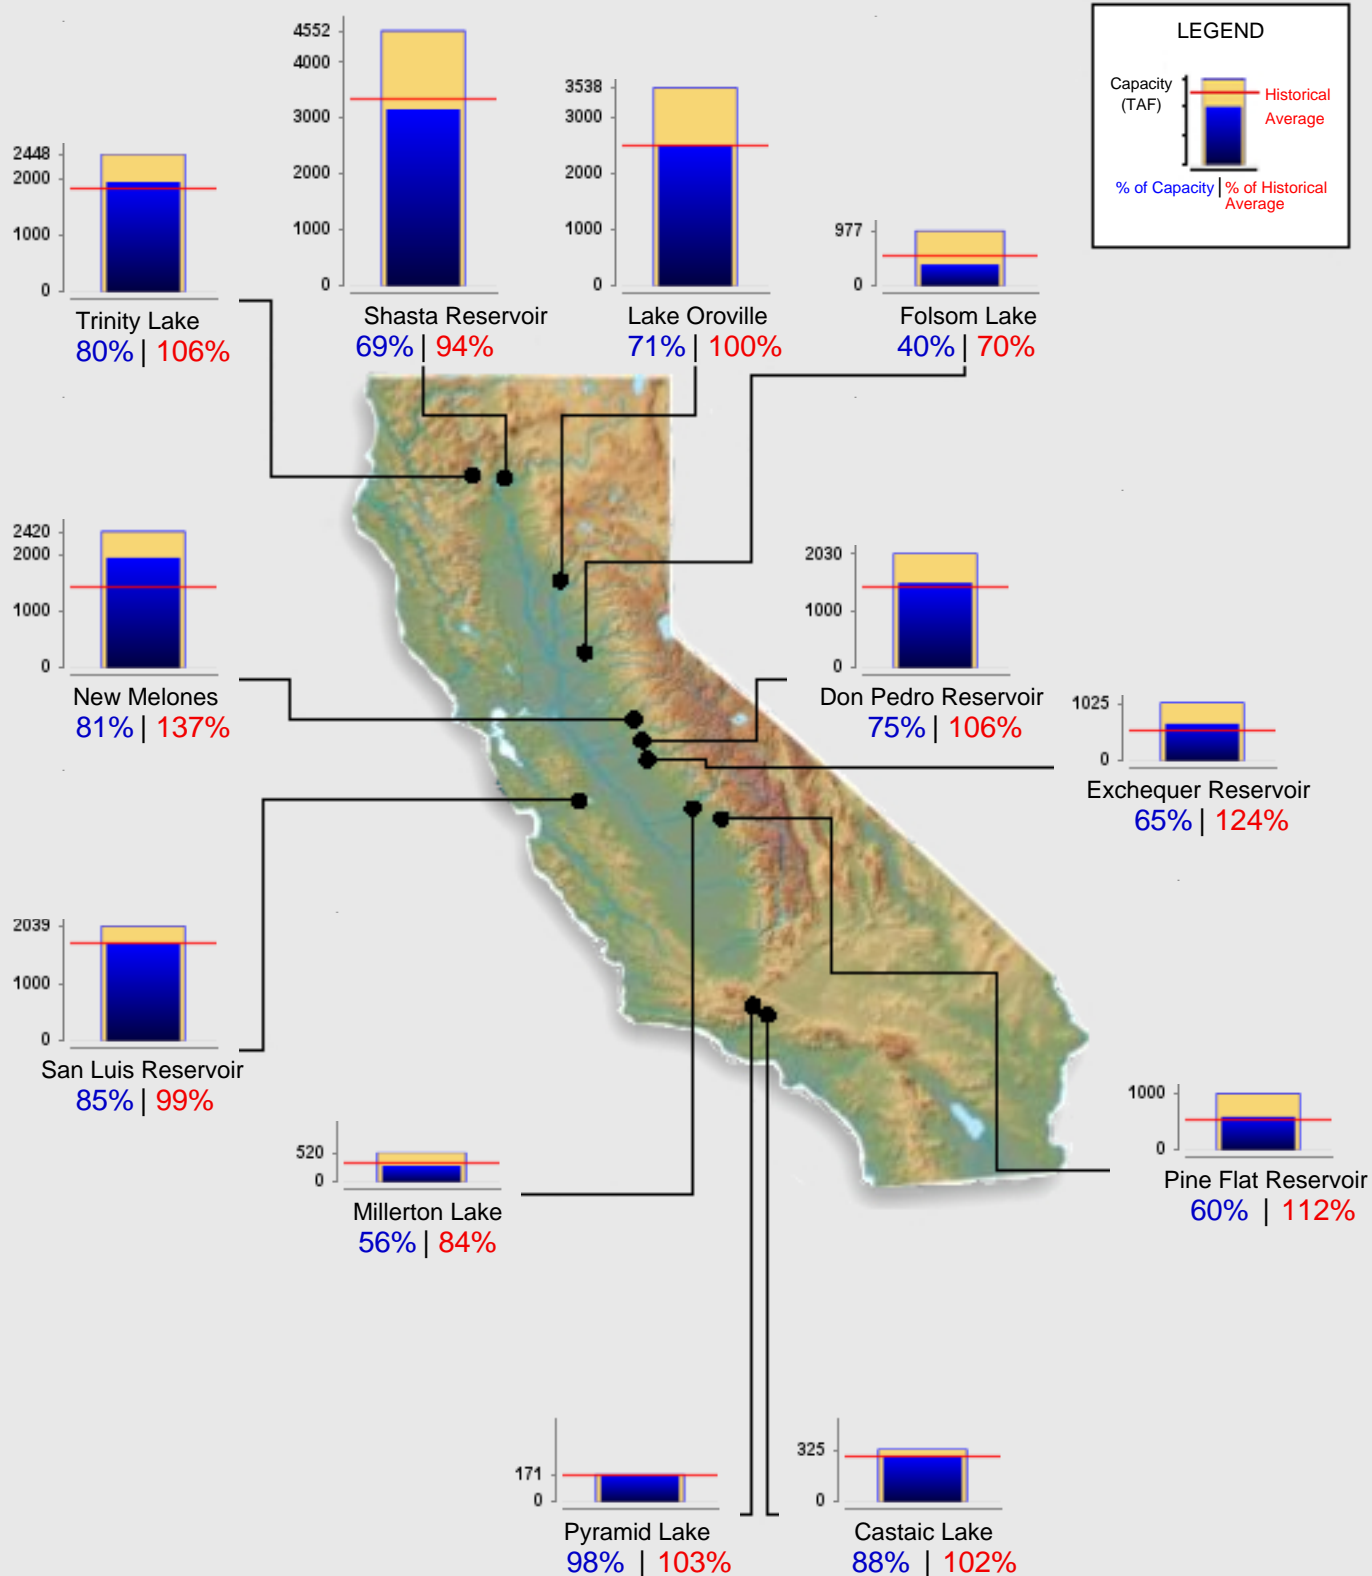 LEGEND
Capacity
(TAF)
Historical
Average
% of Capacity | % of Historical
Average
4552
4000
3000
2000
1000
0
Shasta Reservoir
69% | 94%
3538
3000
2000
1000
0
Lake Oroville
71% | 100%
2448
2000
1000
0
Trinity Lake
80% | 106%
977
0
Folsom Lake
40% | 70%
2420
2000
1000
0
New Melones
81% | 137%
2030
1000
0
Don Pedro Reservoir
75% | 106%
1025
0
Exchequer Reservoir
65% | 124%
2039
1000
0
San Luis Reservoir
85% | 99%
520
0
Millerton Lake
56% | 84%
1000
0
Pine Flat Reservoir
60% | 112%
171
0
Pyramid Lake
98% | 103%
325
0
Castaic Lake
88% | 102%